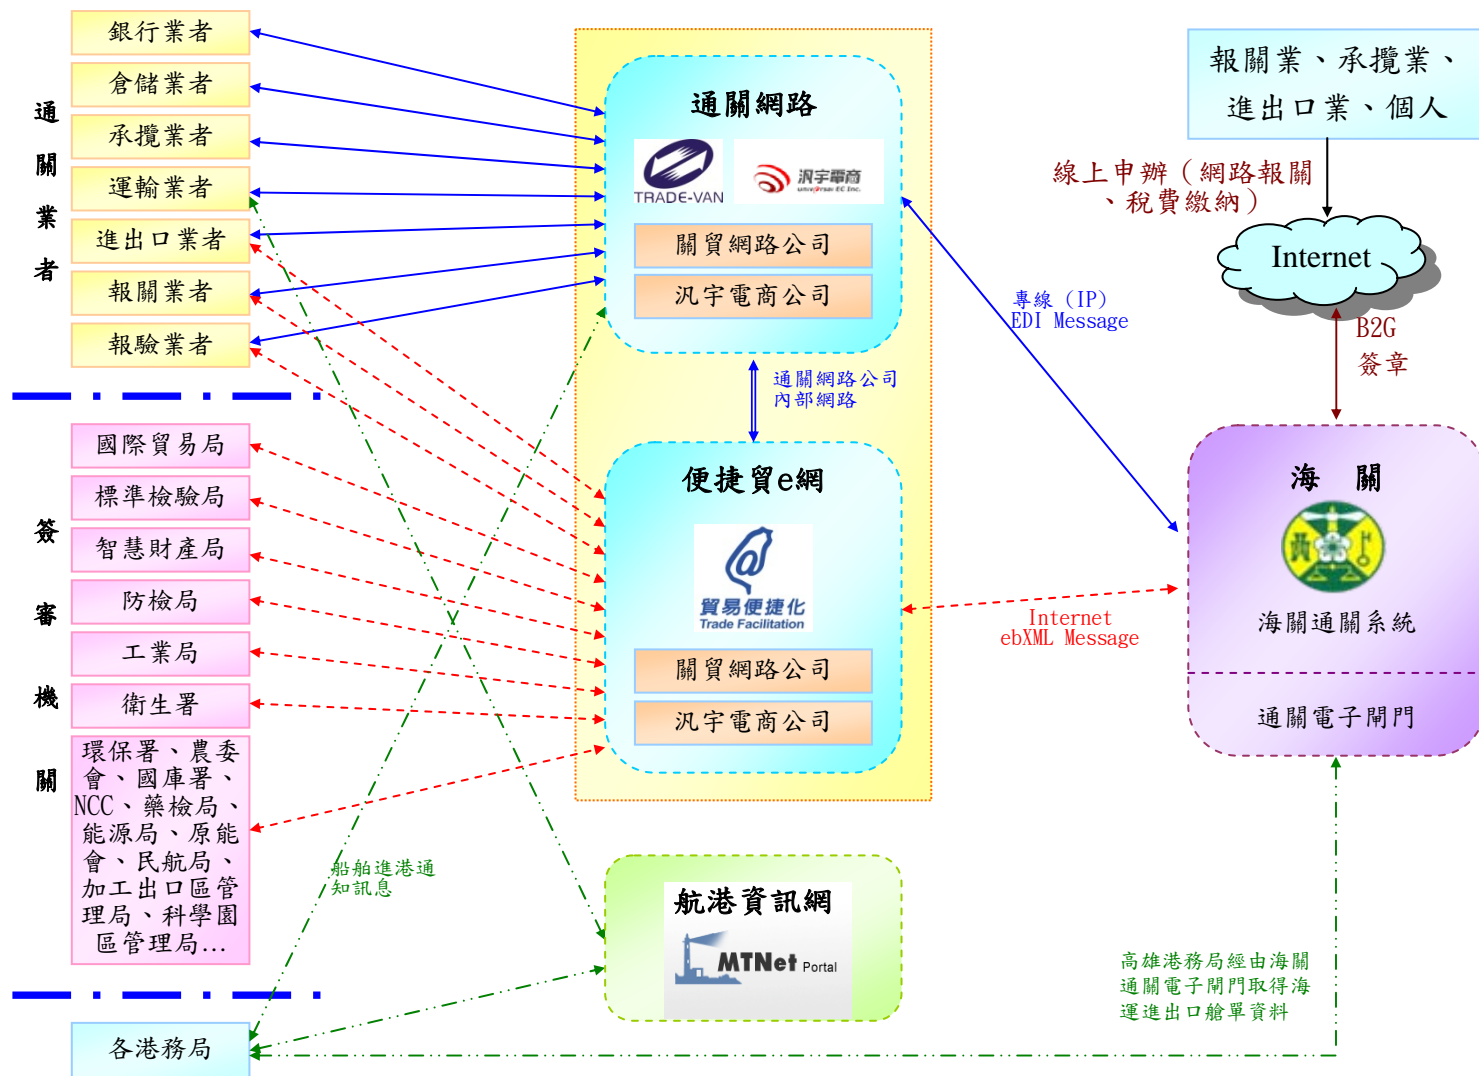 通關業者
銀行業者
倉儲業者
承攬業者
運輸業者
進出口業者
報關業者
報驗業者
簽審機關
國際貿易局
標準檢驗局
智慧財產局
防檢局
工業局
衛生署
環保署、農委
會、國庫署、
NCC、藥檢局、
能源局、原能
會、民航局、
加工出口區管
理局、科學園
區管理局…
各港務局
通關網路
TRADE-VAN
汎宇電商
universal EC Inc.
關貿網路公司
汎宇電商公司
通關網路公司
內部網路
便捷貿e網
貿易便捷化
Trade Facilitation
關貿網路公司
汎宇電商公司
船舶進港通
知訊息
航港資訊網
MTNet Portal
報關業、承攬業、
進出口業、個人
線上申辦（網路報關
、稅費繳納）
Internet
專線（IP）
EDI Message
B2G
簽章
海 關
海關通關系統
通關電子閘門
Internet
ebXML Message
高雄港務局經由海關
通關電子閘門取得海
運進出口艙單資料